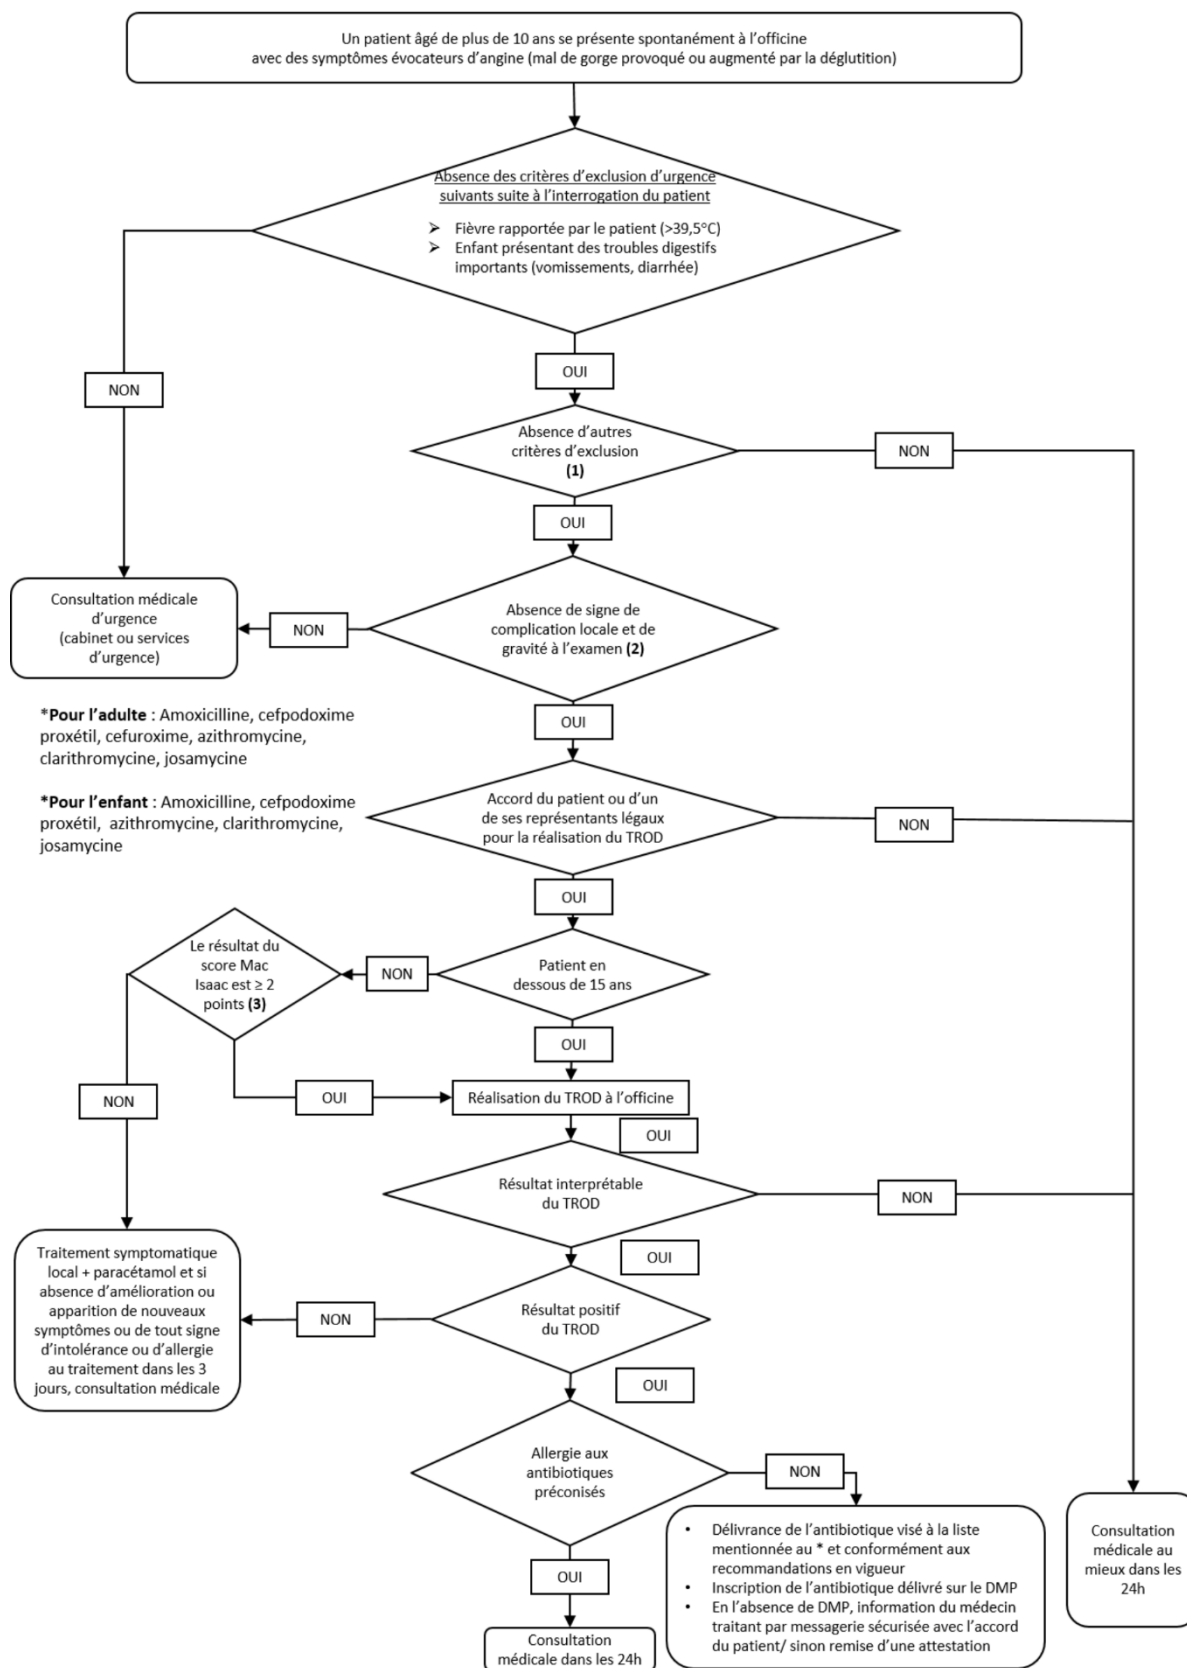 Un patient âgé de plus de 10 ans se présente spontanément à l’officine
avec des symptômes évocateurs d’angine (mal de gorge provoqué ou augmenté par la déglutition)
Absence des critères d’exclusion d’urgence
suivants suite à l’interrogation du patient
➢ Fièvre rapportée par le patient (>39,5°C)
➢ Enfant présentant des troubles digestifs
importants (vomissements, diarrhée)
NON
OUI
Absence d’autres
critères d’exclusion
(1)
NON
OUI
Absence de signe de
complication locale et de
gravité à l’examen (2)
NON
Consultation médicale
d’urgence
(cabinet ou services
d’urgence)
OUI
*Pour l’adulte : Amoxicilline, cefpodoxime
proxétil, cefuroxime, azithromycine,
clarithromycine, josamycine
*Pour l’enfant : Amoxicilline, cefpodoxime
proxétil, azithromycine, clarithromycine,
josamycine
Accord du patient ou d’un
de ses représentants légaux
pour la réalisation du TROD
NON
OUI
Patient en
dessous de 15 ans
NON
Le résultat du
score Mac
Isaac est ≥ 2
points (3)
OUI
NON
OUI
Réalisation du TROD à l’officine
OUI
Résultat interprétable
du TROD
NON
OUI
Résultat positif
du TROD
NON
Traitement symptomatique
local + paracétamol et si
absence d’amélioration ou
apparition de nouveaux
symptômes ou de tout signe
d’intolérance ou d’allergie
au traitement dans les 3
jours, consultation médicale
OUI
Allergie aux
antibiotiques
préconisés
NON
OUI
• Délivrance de l’antibiotique visé à la liste
mentionnée au * et conformément aux
recommandations en vigueur
• Inscription de l’antibiotique délivré sur le DMP
• En l’absence de DMP, information du médecin
traitant par messagerie sécurisée avec l’accord
du patient/ sinon remise d’une attestation
Consultation
médicale au
mieux dans les
24h
Consultation
médicale dans les 24h